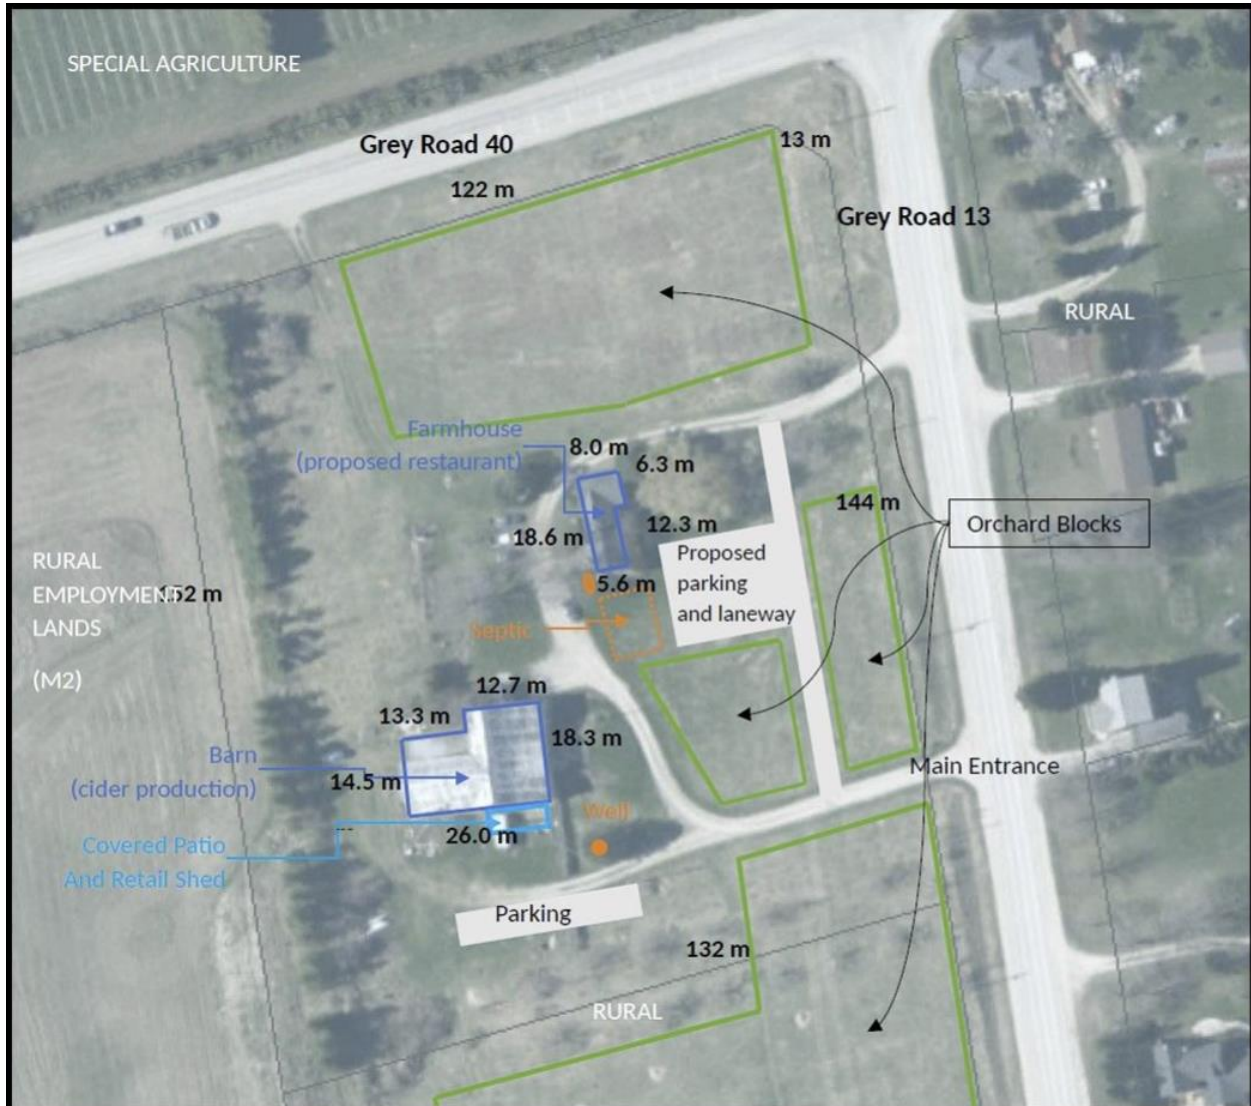 SPECIAL AGRICULTURE
Grey Road 40
13 m
122 m
Grey Road 13
RURAL
Farmhouse
(proposed restaurant)
8.0 m
6.3 m
144 m
Orchard Blocks
12.3 m
18.6 m
Proposed
parking
and laneway
5.6 m
RURAL
EMPLOYMENT
LANDS
(M2)
52 m
Septic
12.7 m
13.3 m
18.3 m
Barn
(cider production)
14.5 m
Main Entrance
Well
26.0 m
Covered Patio
And Retail Shed
Parking
132 m
RURAL